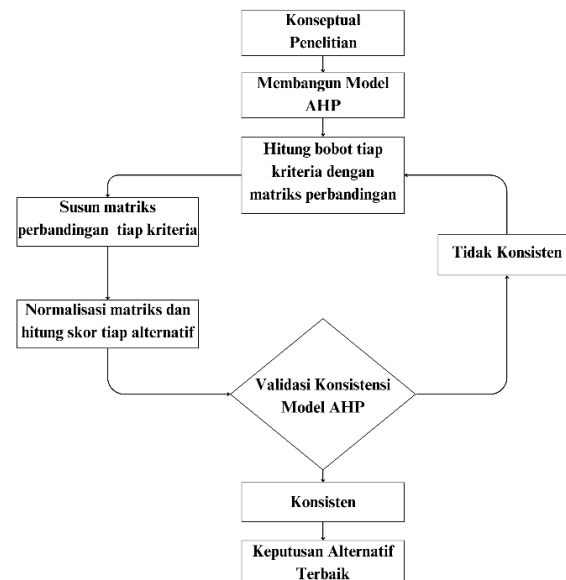 Konseptual
Penelitian
Membangun Model
AHP
Hitung bobot tiap
kriteria dengan
matriks perbandingan
Susun matriks
perbandingan tiap kriteria
Normalisasi matriks dan
hitung skor tiap alternatif
Validasi Konsistensi
Model AHP
Tidak Konsisten
Konsisten
Keputusan Alternatif
Terbaik